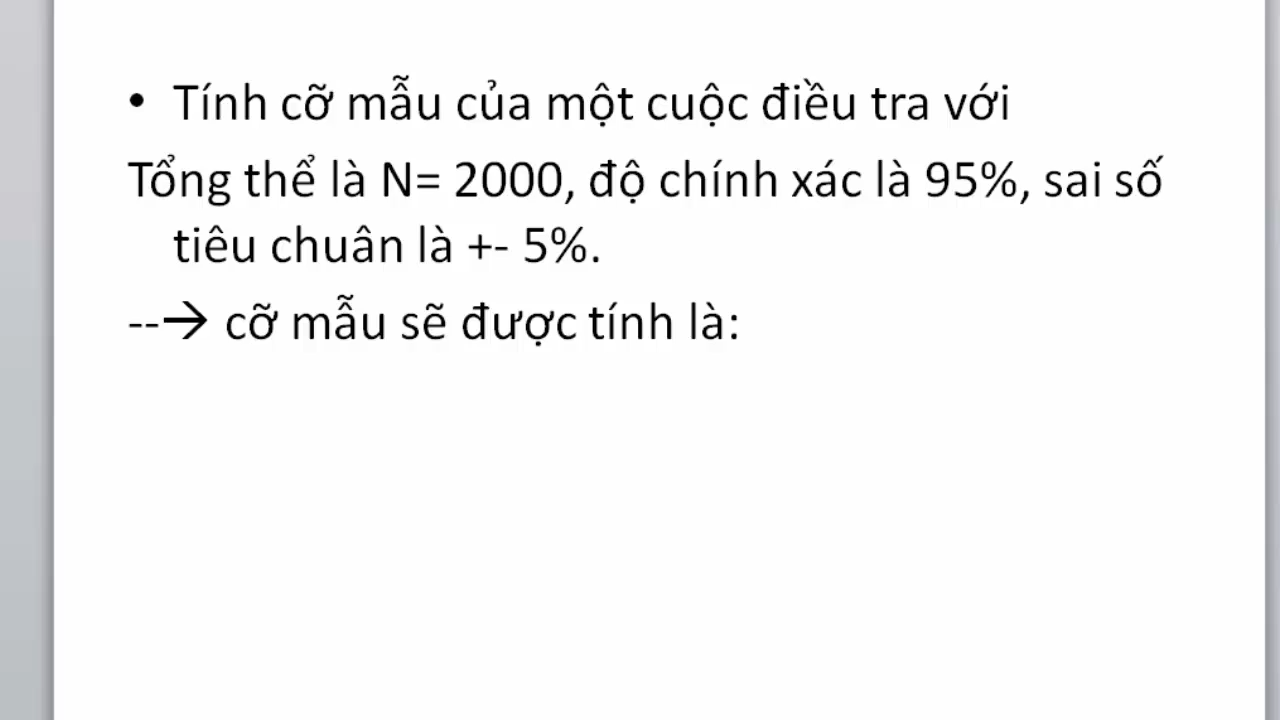 • Tính cỡ mẫu của một cuộc điều tra với
Tổng thể là N= 2000, độ chính xác là 95%, sai số
tiêu chuân là +- 5%.
--→ cỡ mẫu sẽ được tính là: